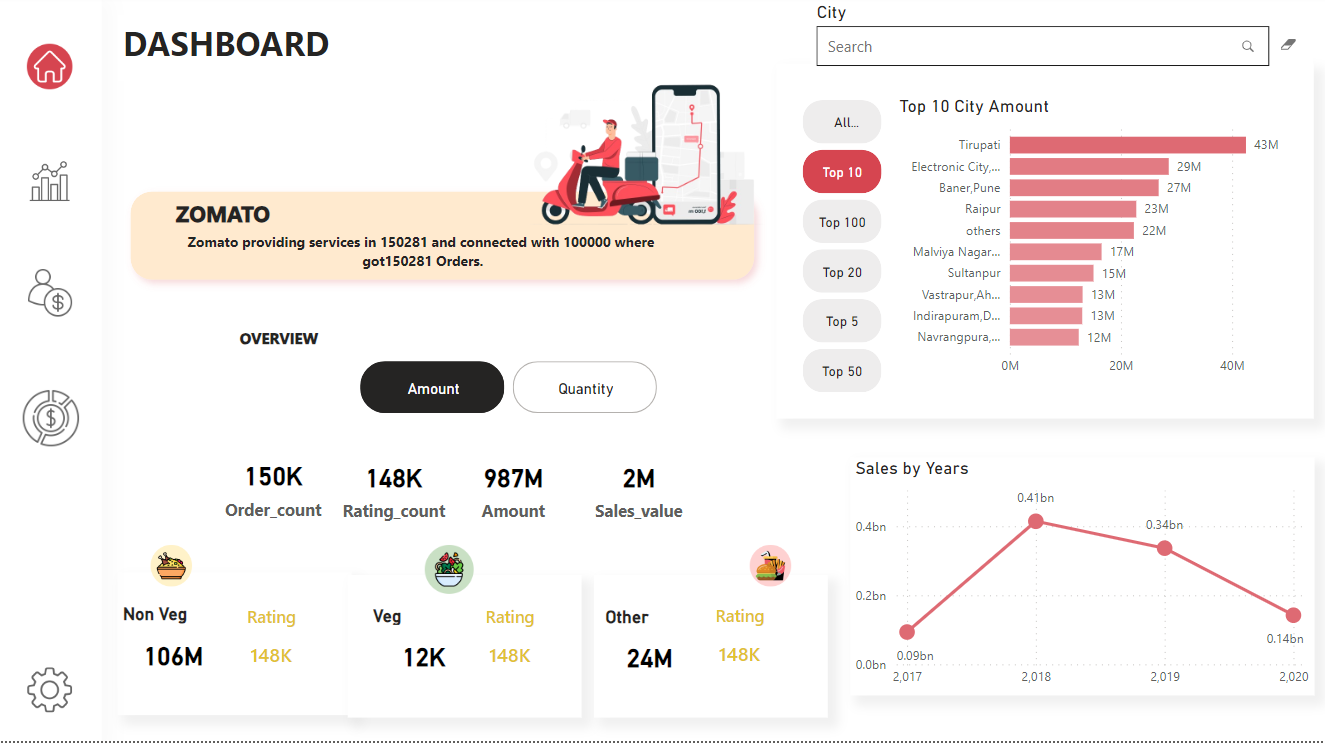 DASHBOARD
City
Search
ZOMATO
Zomato providing services in 150281 and connected with 100000 where
got150281 Orders.
All...
Top 10
Top 100
Top 20
Top 5
Top 50
Top 10 City Amount
Tirupati 43M
Electronic City,... 29M
Baner,Pune 27M
Raipur 23M
others 22M
Malviya Nagar... 17M
Sultanpur 15M
Vastrapur,Ah... 13M
Indirapuram,D... 13M
Navrangpura,... 12M
0M 20M 40M
OVERVIEW
Amount Quantity
150K 148K 987M 2M
Order_count Rating_count Amount Sales_value
Non Veg Rating
106M 148K
Veg Rating
12K 148K
Other Rating
24M 148K
Sales by Years
0.41bn
0.4bn 0.34bn
0.2bn
0.14bn
0.09bn
0.0bn
2,017 2,018 2,019 2,020